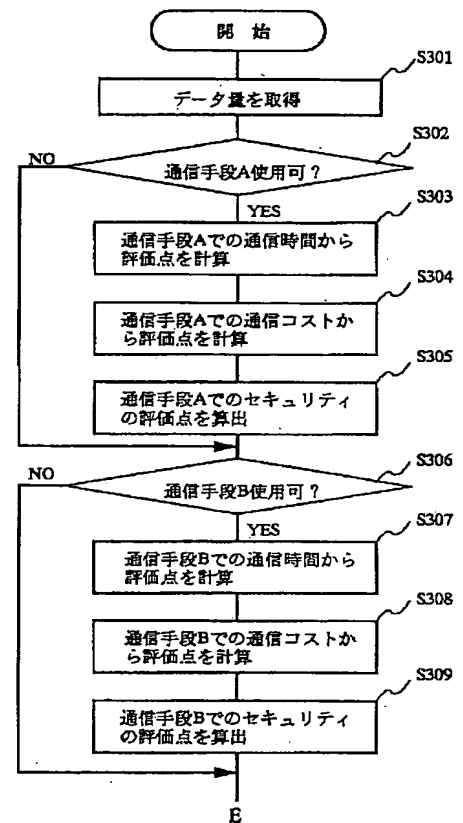 開 始
S301
データ量を取得
S302
NO
通信手段A使用可？
YES
S303
通信手段Aでの通信時間から
評価点を計算
S304
通信手段Aでの通信コストか
ら評価点を計算
S305
通信手段Aでのセキュリティ
の評価点を算出
S306
NO
通信手段B使用可？
YES
S307
通信手段Bでの通信時間から
評価点を計算
S308
通信手段Bでの通信コストか
ら評価点を計算
S309
通信手段Bでのセキュリティ
の評価点を算出
E